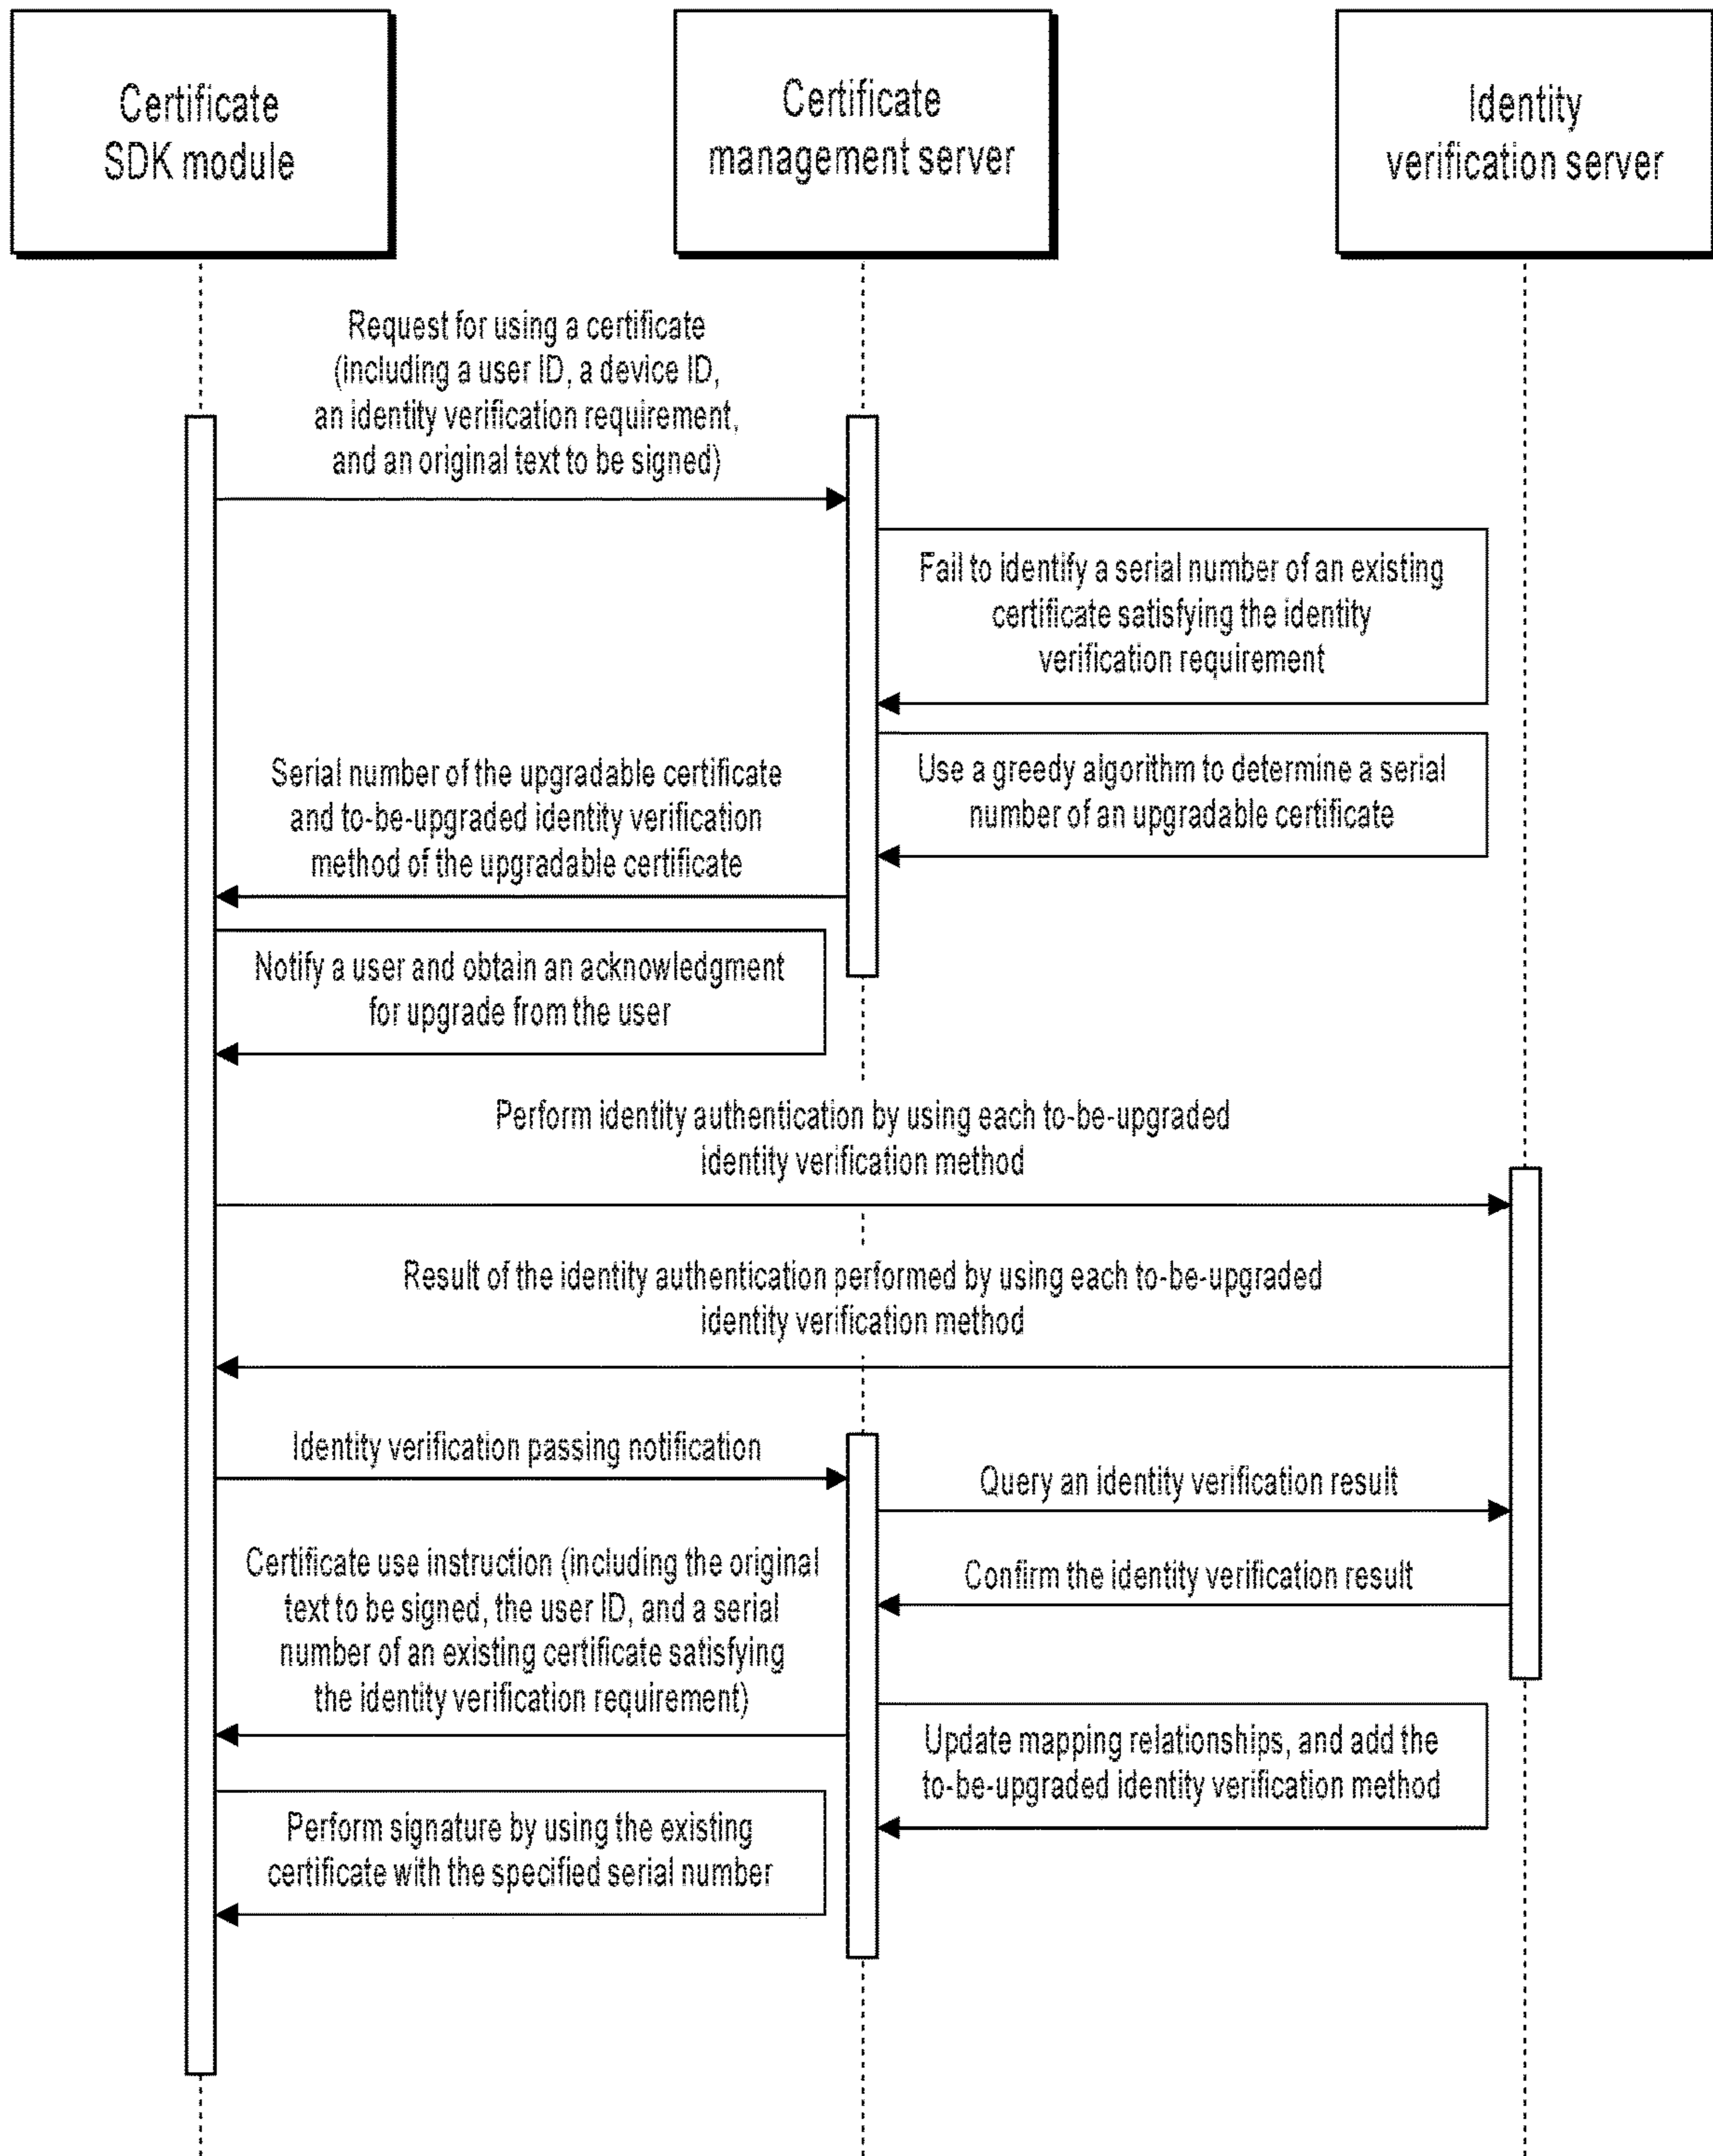 Certificate
SDK module
Certificate
management server
Identity
verification server
Request for using a certificate
(including a user ID, a device ID,
an identity verification requirement,
and an original text to be signed)
Fail to identify a serial number of an existing
certificate satisfying the identity
verification requirement
Use a greedy algorithm to determine a serial
number of an upgradable certificate
Serial number of the upgradable certificate
and to-be-upgraded identity verification
method of the upgradable certificate
Notify a user and obtain an acknowledgment
for upgrade from the user
Perform identity authentication by using each to-be-upgraded
identity verification method
Result of the identity authentication performed by using each to-be-upgraded
identity verification method
Identity verification passing notification
Query an identity verification result
Confirm the identity verification result
Certificate use instruction (including the original
text to be signed, the user ID, and a serial
number of an existing certificate satisfying
the identity verification requirement)
Update mapping relationships, and add the
to-be-upgraded identity verification method
Perform signature by using the existing
certificate with the specified serial number